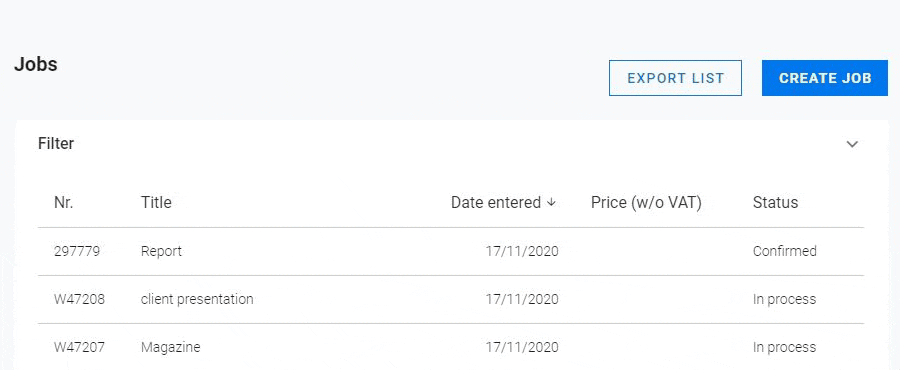 Jobs
EXPORT LIST
CREATE JOB
Filter
Nr. Title Date entered ↓ Price (w/o VAT) Status
297779 Report 17/11/2020 Confirmed
W47208 client presentation 17/11/2020 In process
W47207 Magazine 17/11/2020 In process